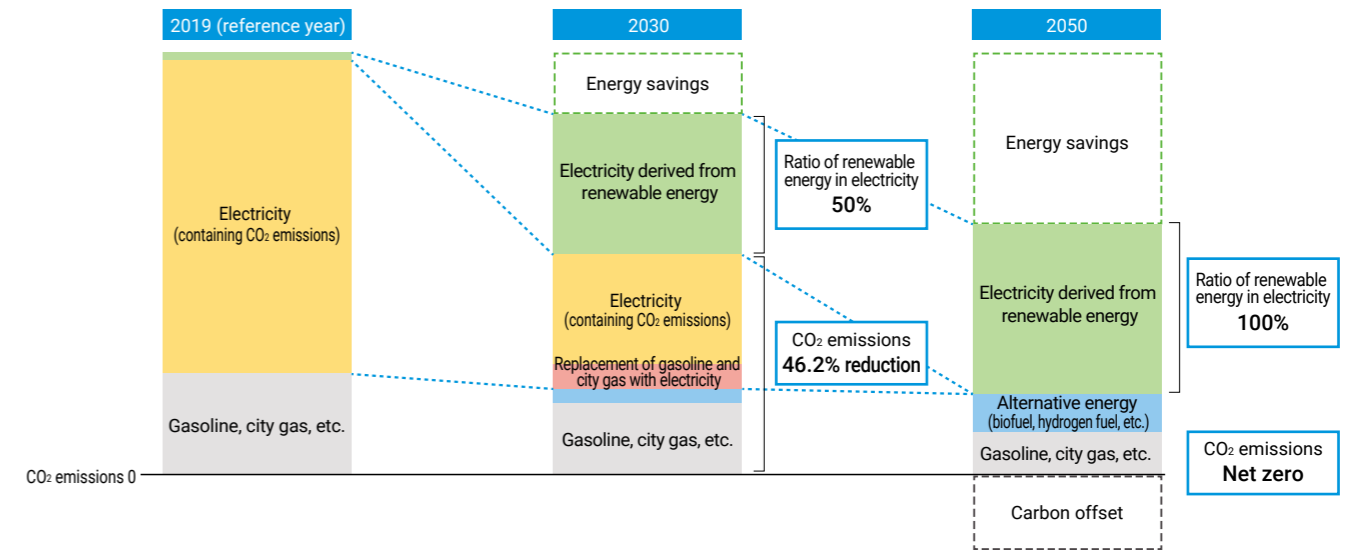 2019 (reference year)
2030
2050
Electricity
(containing CO₂ emissions)
Gasoline, city gas, etc.
CO₂ emissions 0
Energy savings
Electricity derived from
renewable energy
Electricity
(containing CO₂ emissions)
Replacement of gasoline and
city gas with electricity
Gasoline, city gas, etc.
Ratio of renewable
energy in electricity
50%
CO₂ emissions
46.2% reduction
Energy savings
Electricity derived from
renewable energy
Alternative energy
(biofuel, hydrogen fuel, etc.)
Gasoline, city gas, etc.
Carbon offset
Ratio of renewable
energy in electricity
100%
CO₂ emissions
Net zero